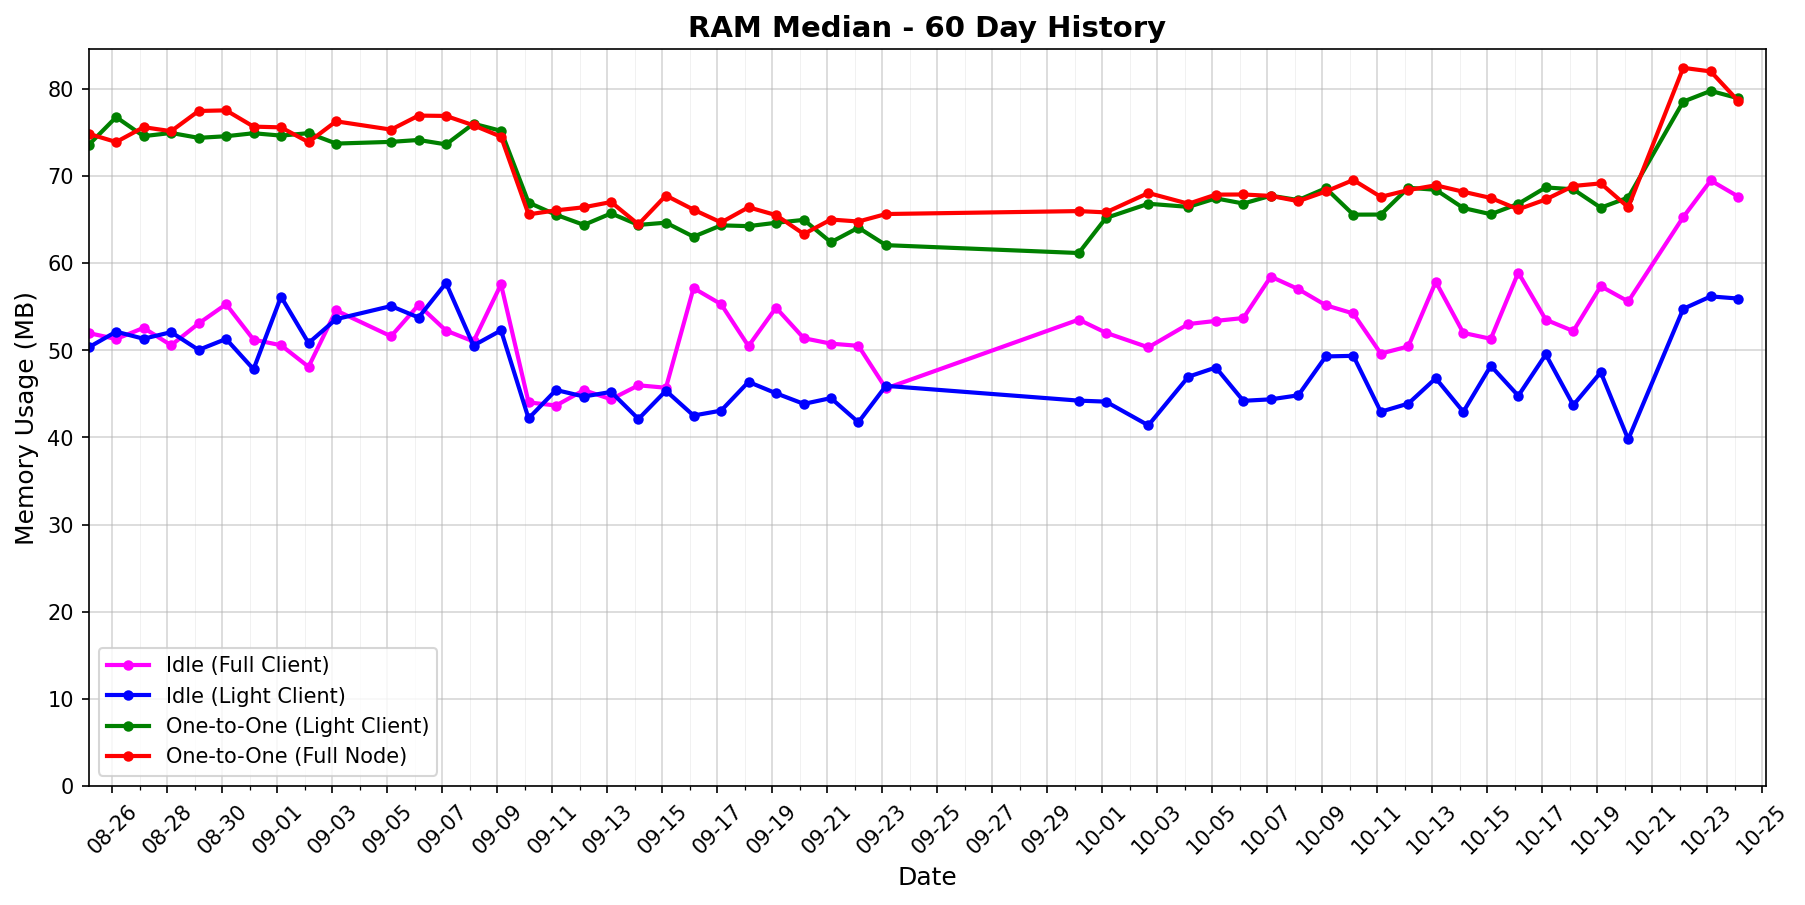 RAM Median - 60 Day History
Memory Usage (MB)
80
70
60
50
40
30
20
10
0
Idle (Full Client)
Idle (Light Client)
One-to-One (Light Client)
One-to-One (Full Node)
08-26 08-28 08-30 09-01 09-03 09-05 09-07 09-09 09-11 09-13 09-15 09-17 09-19 09-21 09-23 09-25 09-27 09-29 10-01 10-03 10-05 10-07 10-09 10-11 10-13 10-15 10-17 10-19 10-21 10-23 10-25
Date